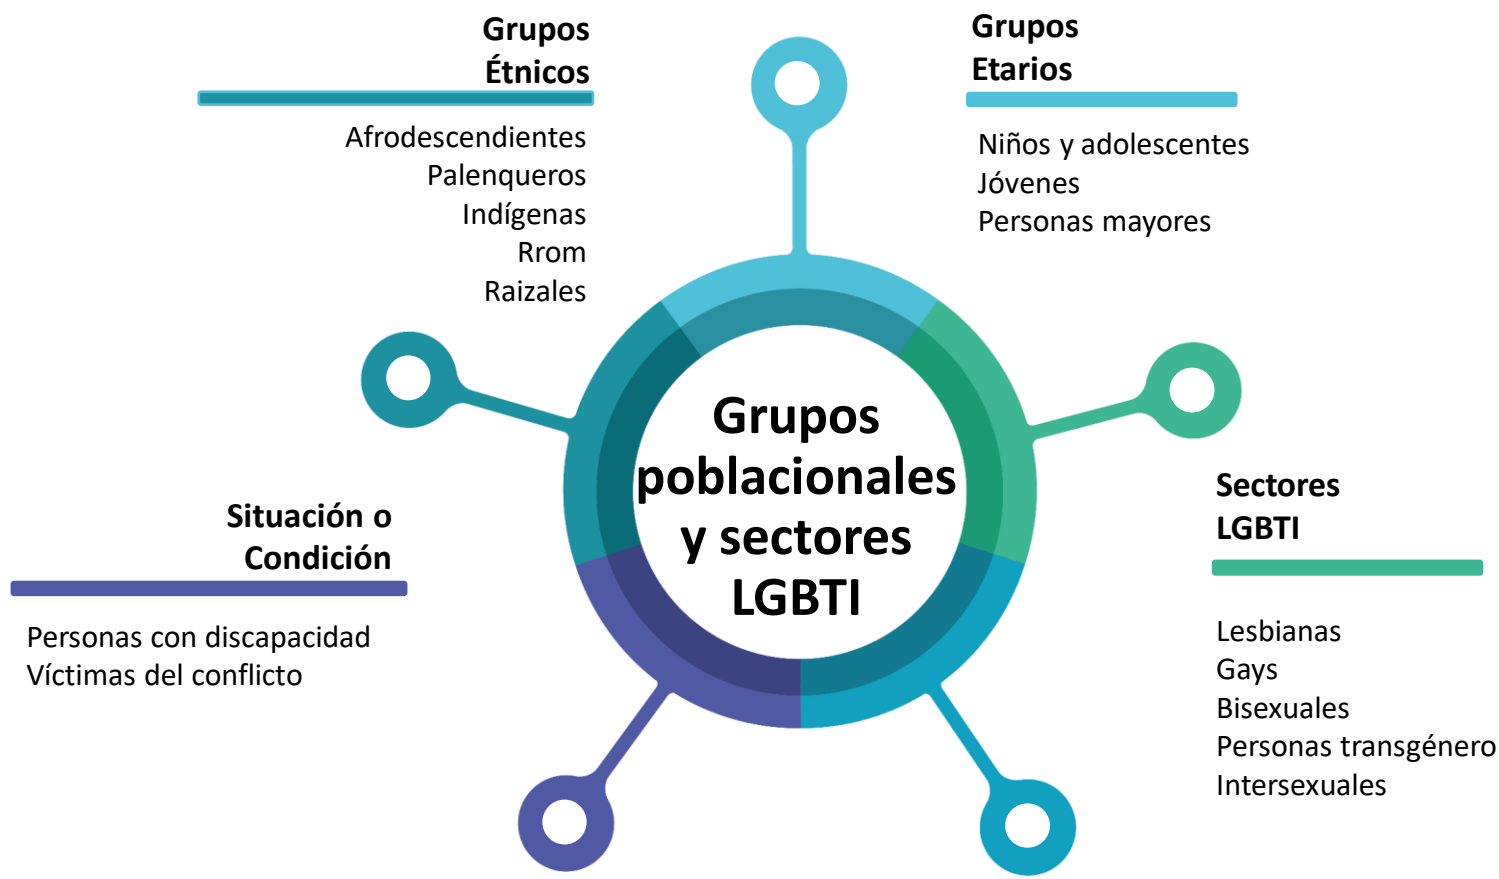 Grupos
Étnicos
Afrodescendientes
Palenqueros
Indígenas
Rrom
Raizales
Grupos
Etarios
Niños y adolescentes
Jóvenes
Personas mayores
Grupos
poblacionales
y sectores
LGBTI
Situación o
Condición
Personas con discapacidad
Víctimas del conflicto
Sectores
LGBTI
Lesbianas
Gays
Bisexuales
Personas transgénero
Intersexuales